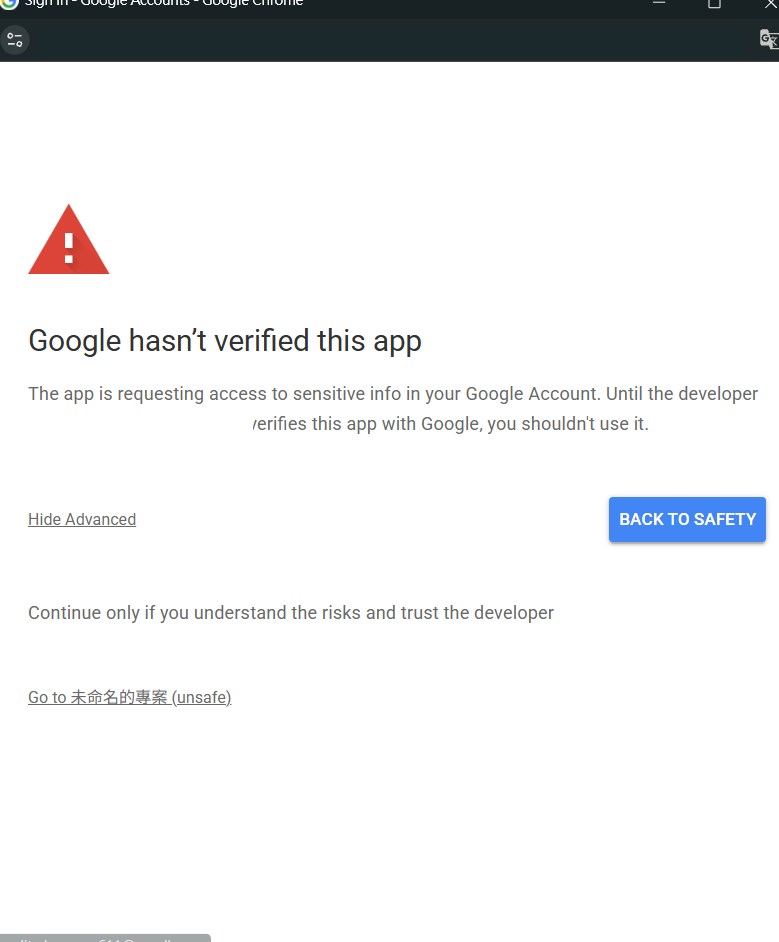 Sign in - Google Accounts - Google Chrome
Google hasn't verified this app
The app is requesting access to sensitive info in your Google Account. Until the developer
verifies this app with Google, you shouldn't use it.
Hide Advanced
BACK TO SAFETY
Continue only if you understand the risks and trust the developer
Go to 未命名的專案 (unsafe)